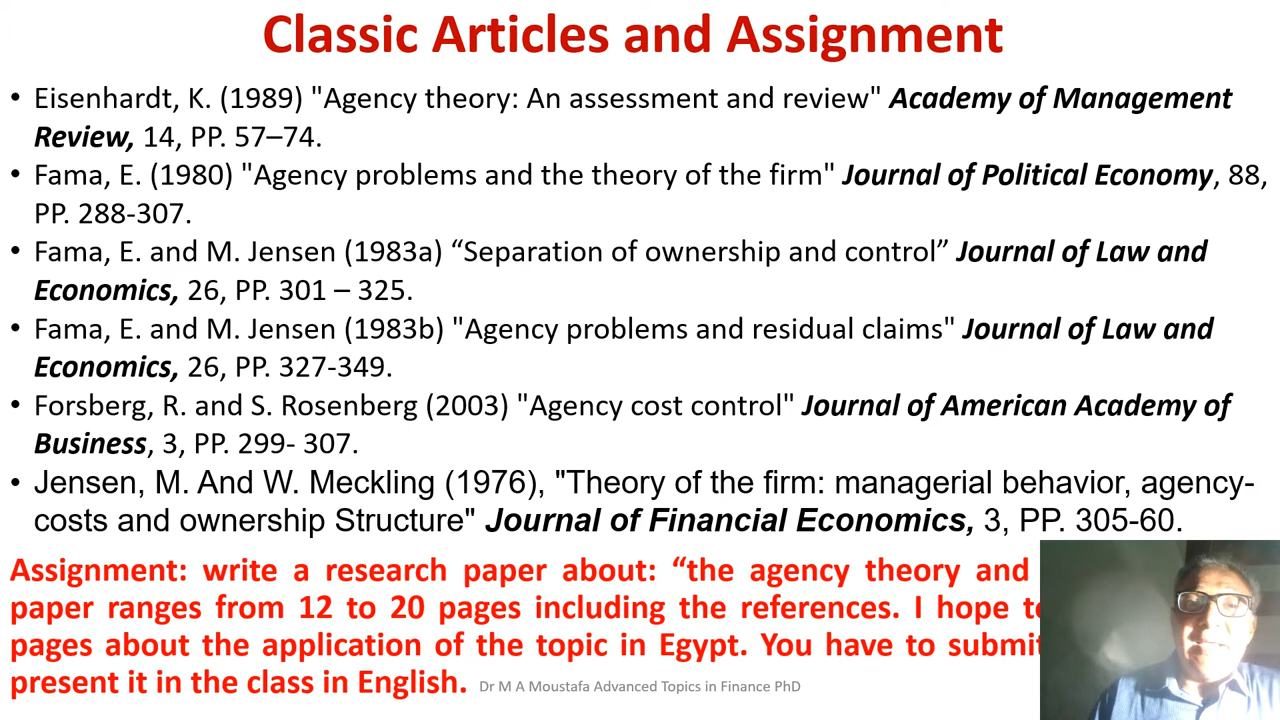 Classic Articles and Assignment
• Eisenhardt, K. (1989) "Agency theory: An assessment and review" Academy of Management
Review, 14, PP. 57–74.
• Fama, E. (1980) "Agency problems and the theory of the firm" Journal of Political Economy, 88,
PP. 288-307.
• Fama, E. and M. Jensen (1983a) “Separation of ownership and control” Journal of Law and
Economics, 26, PP. 301 – 325.
• Fama, E. and M. Jensen (1983b) "Agency problems and residual claims" Journal of Law and
Economics, 26, PP. 327-349.
• Forsberg, R. and S. Rosenberg (2003) "Agency cost control" Journal of American Academy of
Business, 3, PP. 299- 307.
• Jensen, M. And W. Meckling (1976), "Theory of the firm: managerial behavior, agency-
costs and ownership Structure" Journal of Financial Economics, 3, PP. 305-60.
Assignment: write a research paper about: “the agency theory and
paper ranges from 12 to 20 pages including the references. I hope
pages about the application of the topic in Egypt. You have to submit
present it in the class in English.
Dr M A Moustafa Advanced Topics in Finance PhD